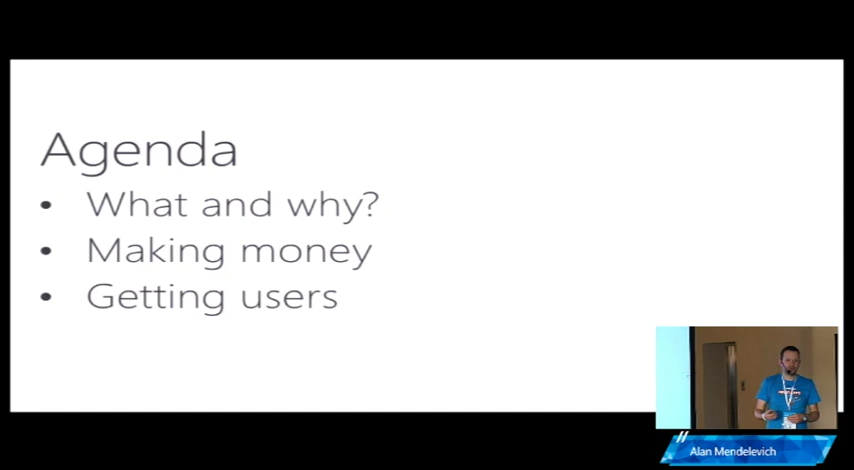 Agenda
• What and why?
• Making money
• Getting users
Alan Mendelevich